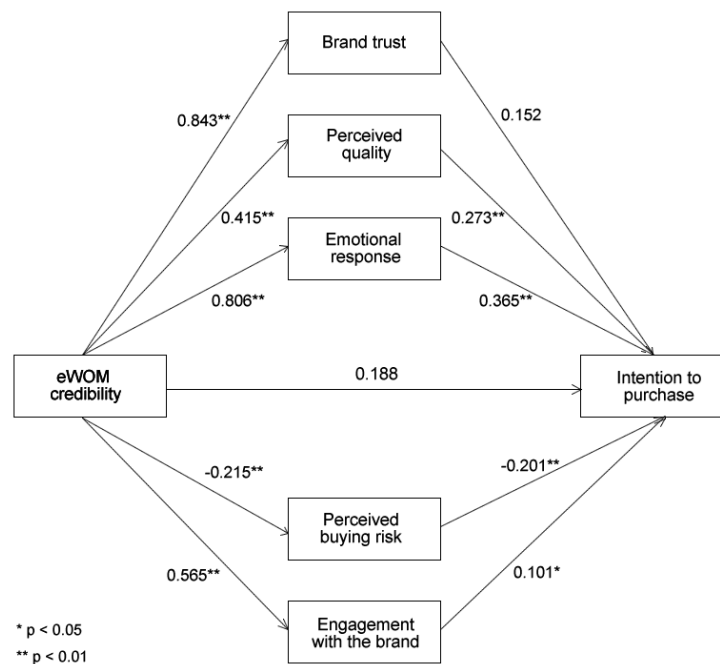 Brand trust
0.843**
0.152
Perceived
quality
0.415**
0.273**
Emotional
response
0.806**
0.365**
eWOM
credibility
0.188
Intention to
purchase
-0.215**
-0.201**
Perceived
buying risk
0.565**
0.101*
Engagement
with the brand
* p < 0.05
** p < 0.01